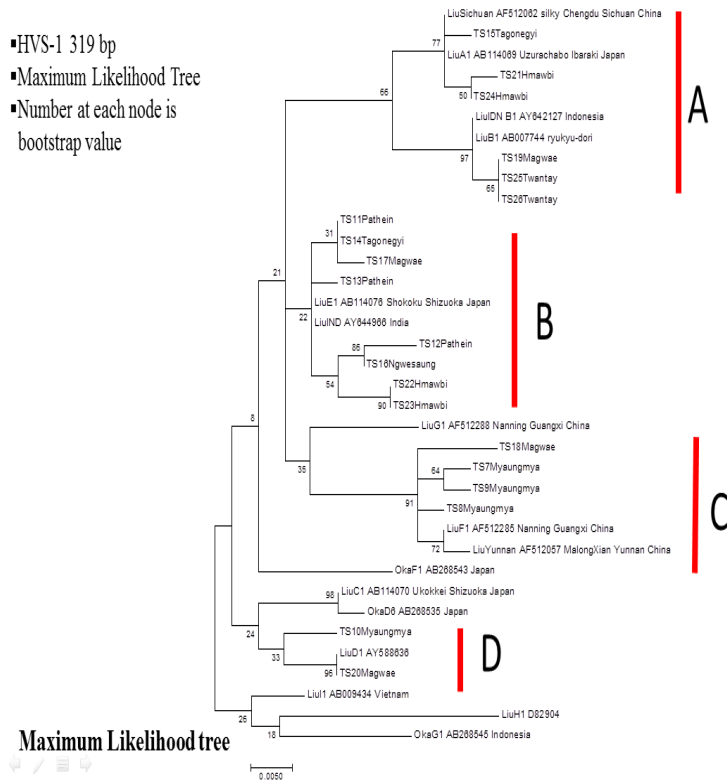 ▪HVS-1 319 bp
▪Maximum Likelihood Tree
▪Number at each node is
bootstrap value
LiuSichuan AF512062 silky Chengdu Sichuan China
77
TS15Tagonegyi
LiuA1 AB114069 Uzurachabo Ibaraki Japan
TS21Hmawbi
66
50
TS24Hmawbi
A
LiuIDN B1 AY642127 Indonesia
LiuB1 AB007744 ryukyu-dori
97
TS19Magwae
TS25Twantay
65
TS26Twantay
TS11Pathein
31
TS14Tagonegyi
TS17Magwae
21
TS13Pathein
LiuE1 AB114076 Shokoku Shizuoka Japan
22
LiuIND AY644966 India
B
86
TS12Pathein
TS16Ngwesaung
54
TS22Hmawbi
90
TS23Hmawbi
8
LiuG1 AF512288 Nanning Guangxi China
35
TS18Magwae
64
TS7Myaungmya
TS9Myaungmya
91
TS8Myaungmya
C
LiuF1 AF512285 Nanning Guangxi China
72
LiuYunnan AF512057 MalongXian Yunnan China
OkaF1 AB268543 Japan
98
LiuC1 AB114070 Ukokkei Shizuoka Japan
OkaD6 AB268535 Japan
24
TS10Myaungmya
33
LiuD1 AY588636
D
96
TS20Magwae
LiuI1 AB009434 Vietnam
26
LiuH1 D82904
18
OkaG1 AB268545 Indonesia
Maximum Likelihood tree
0.0050